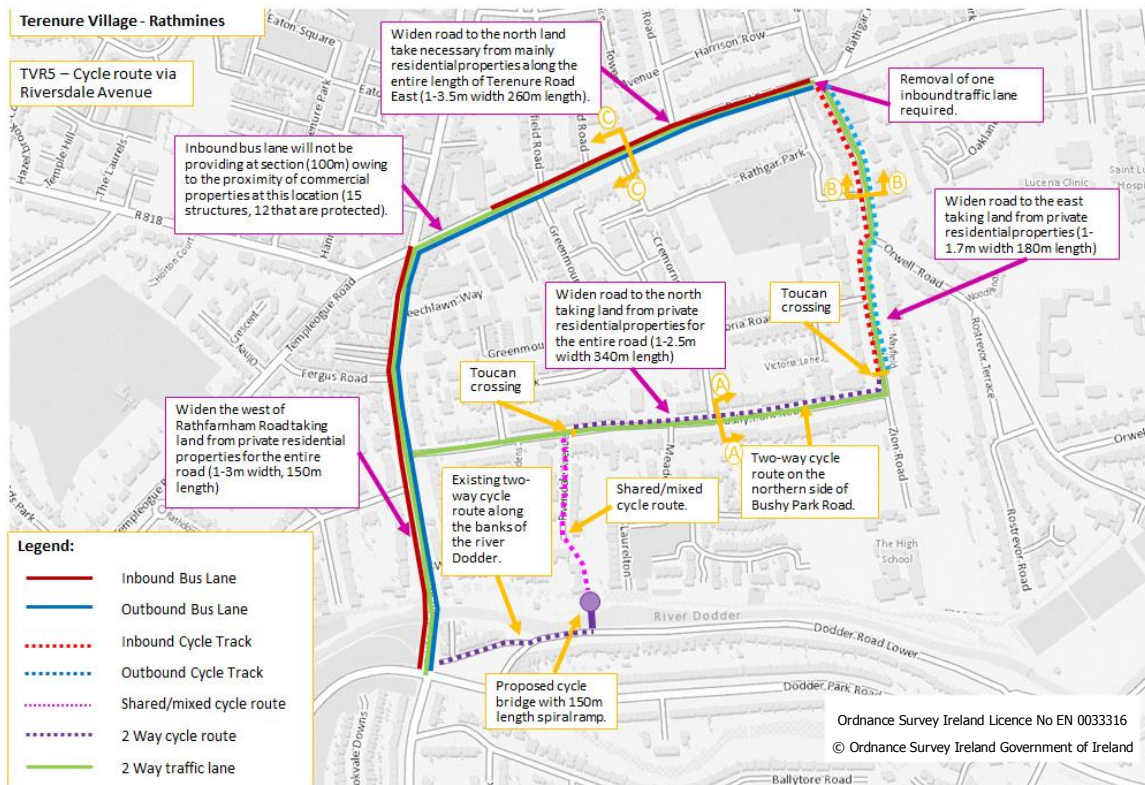 Terenure Village - Rathmines
TVR5 – Cycle route via
Riversdale Avenue
Widen road to the north land
take necessary from mainly
residential properties along the
entire length of Terenure Road
East (1-3.5m width 260m length).
Removal of one
inbound traffic lane
required.
Inbound bus lane will not be
providing at section (100m) owing
to the proximity of commercial
properties at this location (15
structures, 12 that are protected).
Widen road to the east
taking land from private
residential properties (1-
1.7m width 180m length)
Widen road to the north
taking land from private
residential properties for
the entire road (1-2.5m
width 340m length)
Toucan
crossing
Toucan
crossing
Widen the west of
Rathfarnham Road taking
land from private residential
properties for the entire
road (1-3m width, 150m
length)
Existing two-
way cycle
route along
the banks of
the river
Dodder.
Shared/mixed
cycle route.
Two-way cycle
route on the
northern side of
Bushy Park Road.
Proposed cycle
bridge with 150m
length spiral ramp.
Legend:
Inbound Bus Lane
Outbound Bus Lane
Inbound Cycle Track
Outbound Cycle Track
Shared/mixed cycle route
2 Way cycle route
2 Way traffic lane
Ordnance Survey Ireland Licence No EN 0033316
© Ordnance Survey Ireland Government of Ireland
A
A
B
B
C
C
Eaton Square
Eaton Park
Harrison Row
Avenue
Rathgar Park
Lucena Clinic
Hospital
The Laurels
R818
Horton Court
Templeogue Road
Olney
Crescent
Fergus Road
Greenmount
Greenmount
Victoria Lane
Orwell Road
Rostrevor Terrace
Rostrevor Road
Mayfield
Zion Road
Laurelton
The High
School
River Dodder
Dodder Road Lower
Dodder Park Road
Ballytore Road